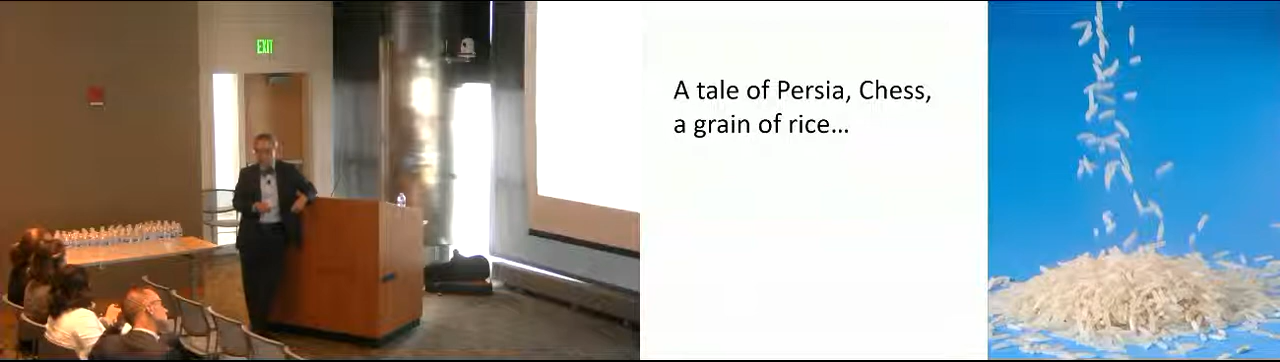 EXIT
A tale of Persia, Chess,
a grain of rice…